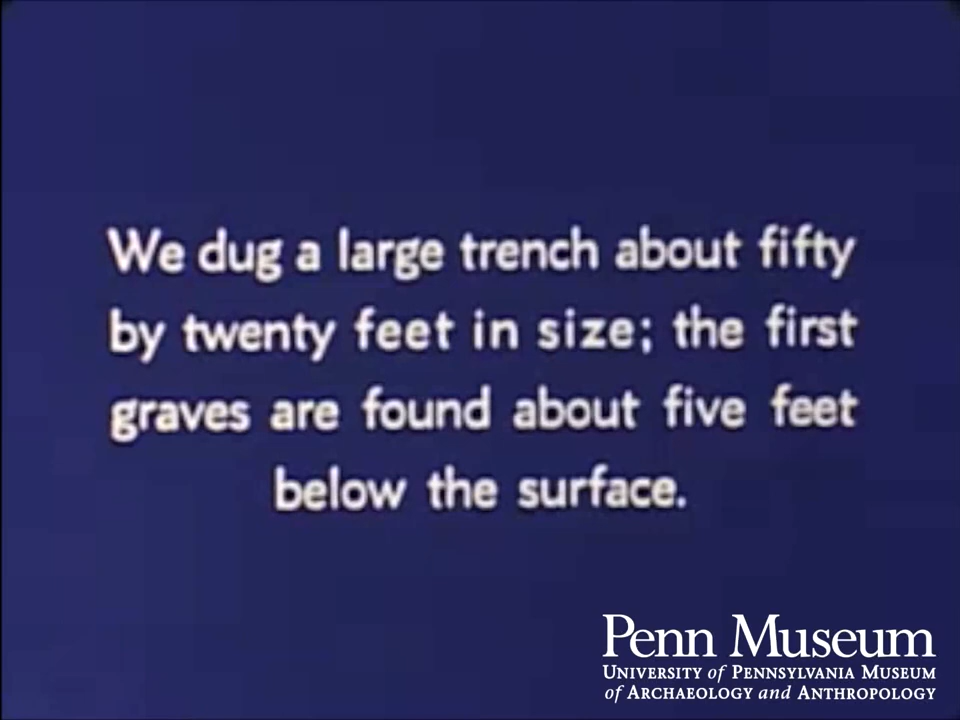 We dug a large trench about fifty
by twenty feet in size; the first
graves are found about five feet
below the surface.
Penn Museum
University of Pennsylvania Museum
of Archaeology and Anthropology